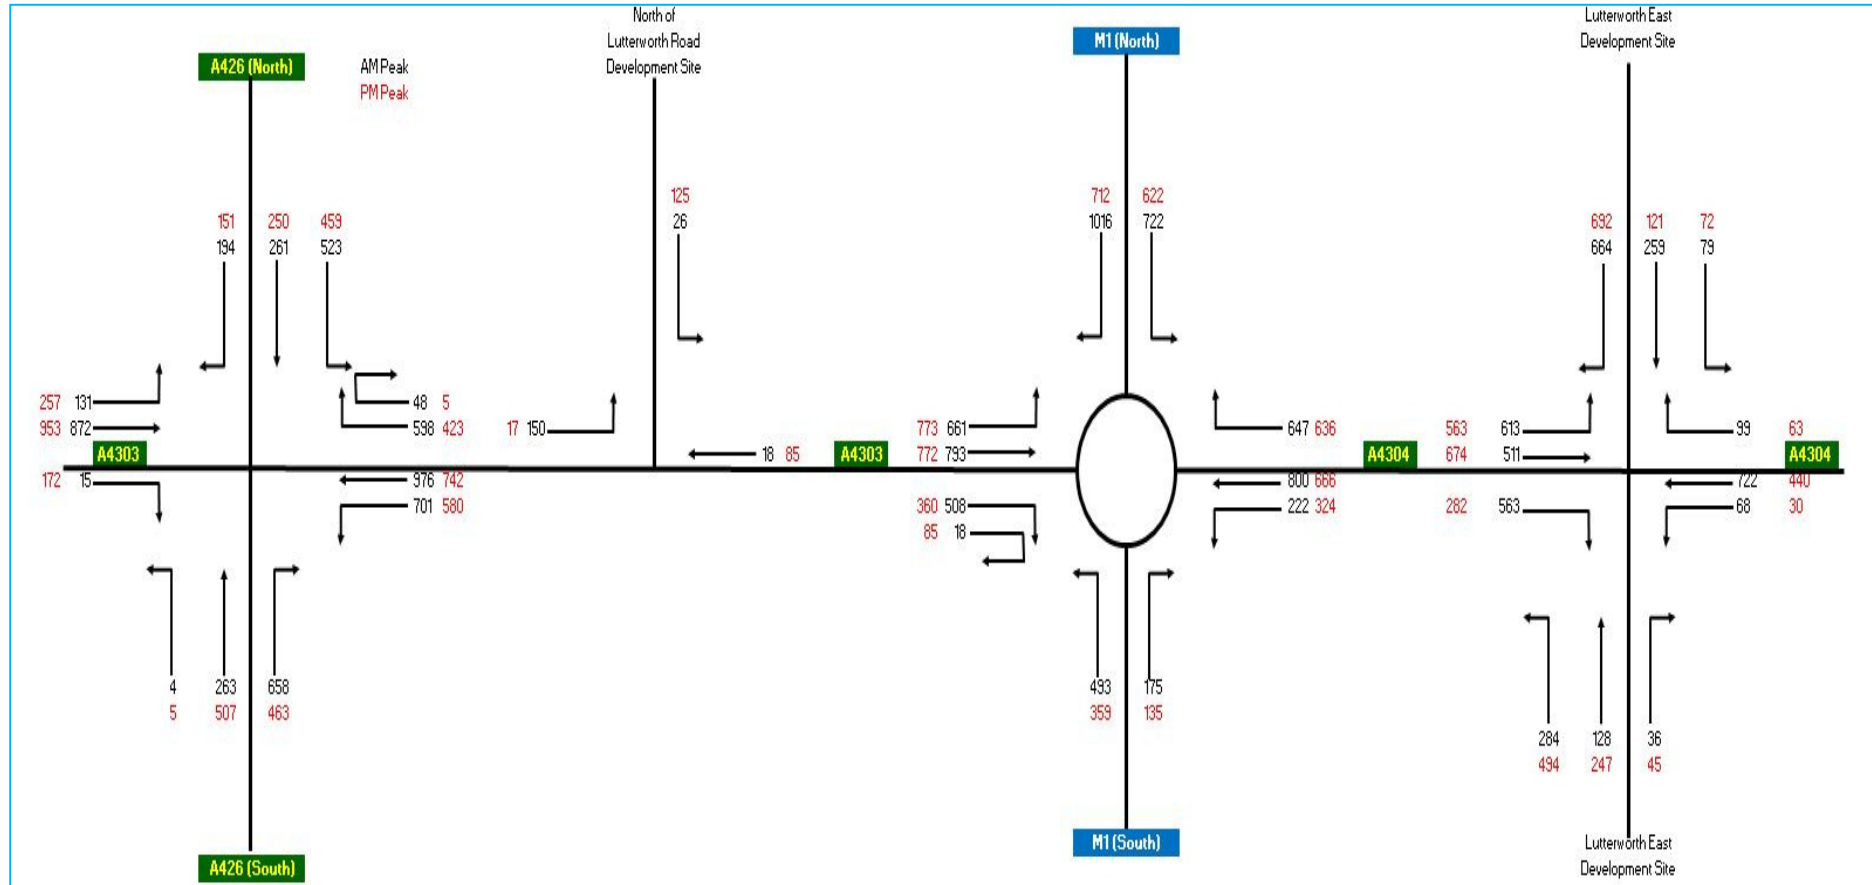 North of
Lutterworth Road
Development Site
Lutterworth East
Development Site
M1 (North)
A426 (North)
AM Peak
PM Peak
125
26
712 622
1016 722
151 250 459
194 261 523
692 121 72
664 259 79
257 131
953 872
A4303
172 15
48 5
598 423
976 742
701 580
17 150
18 85
A4303
773 661
772 793
360 508
85 18
647 636
800 666
222 324
A4304
563 613
674 511
282 563
99 63
A4304
722 440
68 30
4 263 658
5 507 463
493 175
359 135
284 128 36
494 247 45
M1 (South)
A426 (South)
Lutterworth East
Development Site